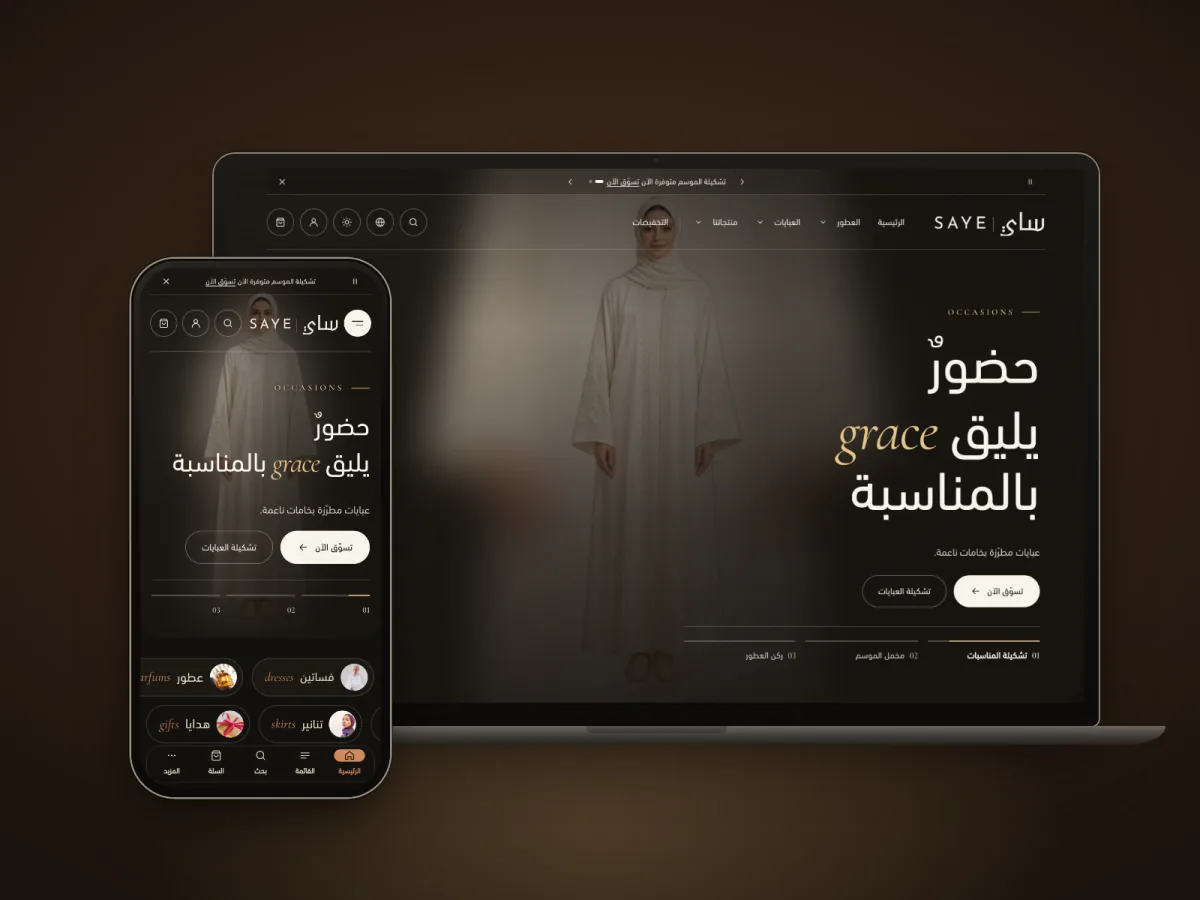 تشكيلة الموسم متوفرة الآن تسوّق الآن
ساي | SAYE
الرئيسية
العطور
العبايات
منتجاتنا
التخفيضات
OCCASIONS
حضورٌ
يليق grace
بالمناسبة
عبايات مطرّزة بخامات ناعمة.
تسوّق الآن
تشكيلة العبايات
01 تشكيلة المناسبات
02 مخمل الموسم
03 ركن العطور
تشكيلة الموسم متوفرة الآن تسوّق الآن
ساي | SAYE
OCCASIONS
حضورٌ
يليق grace بالمناسبة
عبايات مطرّزة بخامات ناعمة.
تسوّق الآن
تشكيلة العبايات
01
02
03
فساتين dresses
عطور arfums
تنانير skirts
هدايا gifts
الرئيسية
القائمة
بحث
السلة
المزيد